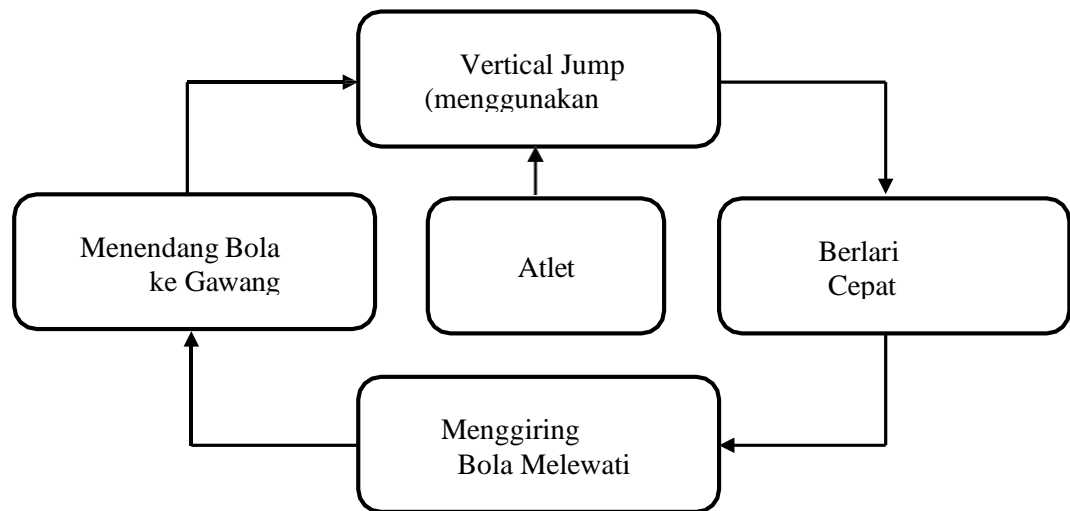 Vertical Jump
(menggunakan
Menendang Bola
ke Gawang
Atlet
Berlari
Cepat
Menggiring
Bola Melewati